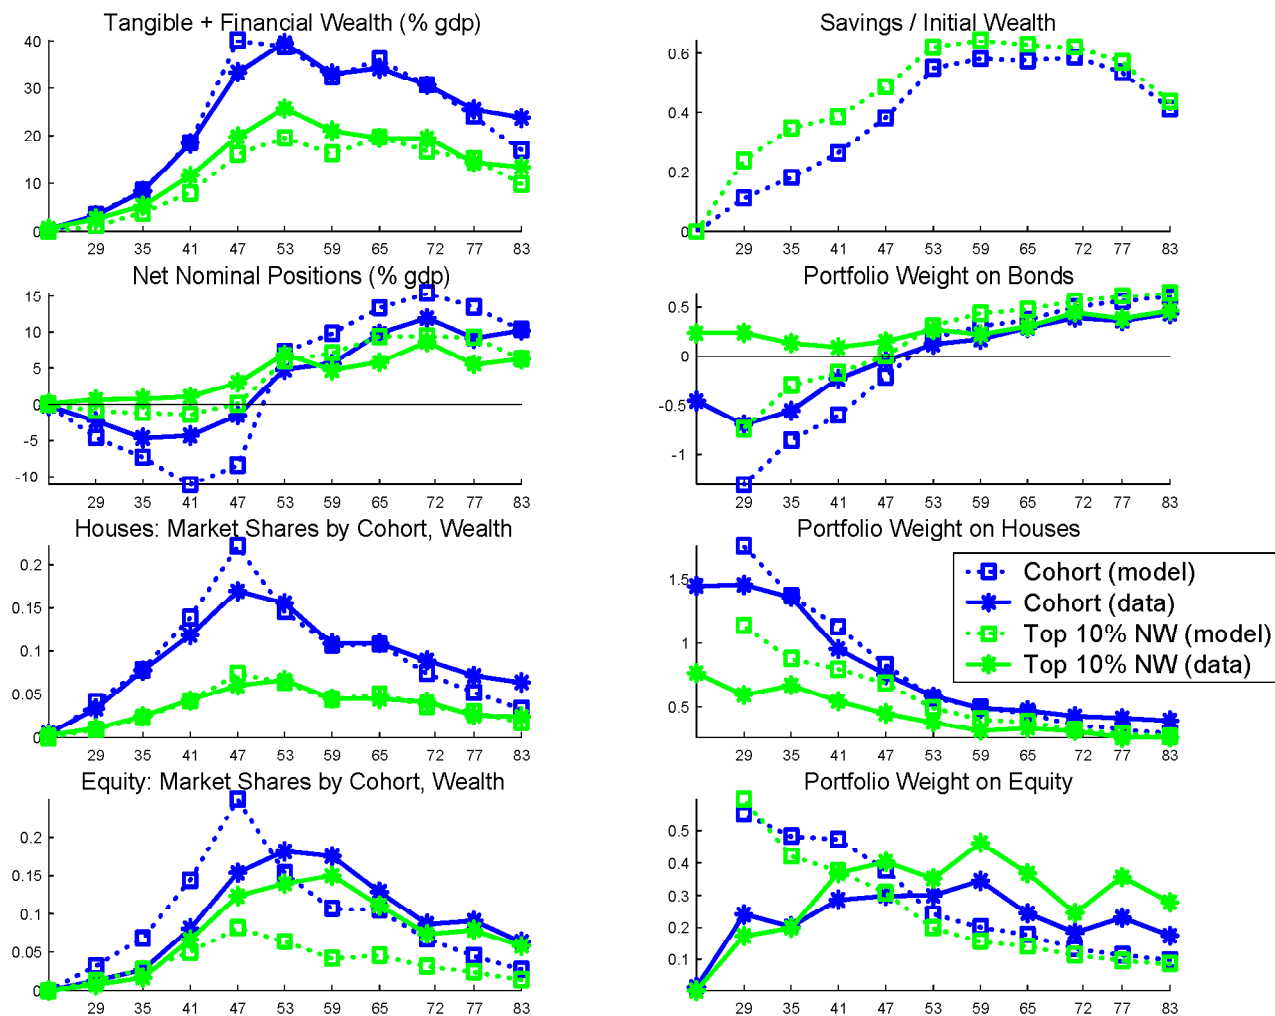 Tangible + Financial Wealth (% gdp)
40
30
20
10
0
29 35 41 47 53 59 65 72 77 83
Savings / Initial Wealth
0.6
0.4
0.2
0
29 35 41 47 53 59 65 72 77 83
Net Nominal Positions (% gdp)
15
10
5
0
-5
-10
29 35 41 47 53 59 65 72 77 83
Portfolio Weight on Bonds
0.5
0
-0.5
-1
29 35 41 47 53 59 65 72 77 83
Houses: Market Shares by Cohort, Wealth
0.2
0.15
0.1
0.05
0
29 35 41 47 53 59 65 72 77 83
Portfolio Weight on Houses
1.5
1
0.5
29 35 41 47 53 59 65 72 77 83
Cohort (model)
Cohort (data)
Top 10% NW (model)
Top 10% NW (data)
Equity: Market Shares by Cohort, Wealth
0.2
0.15
0.1
0.05
0
29 35 41 47 53 59 65 72 77 83
Portfolio Weight on Equity
0.5
0.4
0.3
0.2
0.1
29 35 41 47 53 59 65 72 77 83